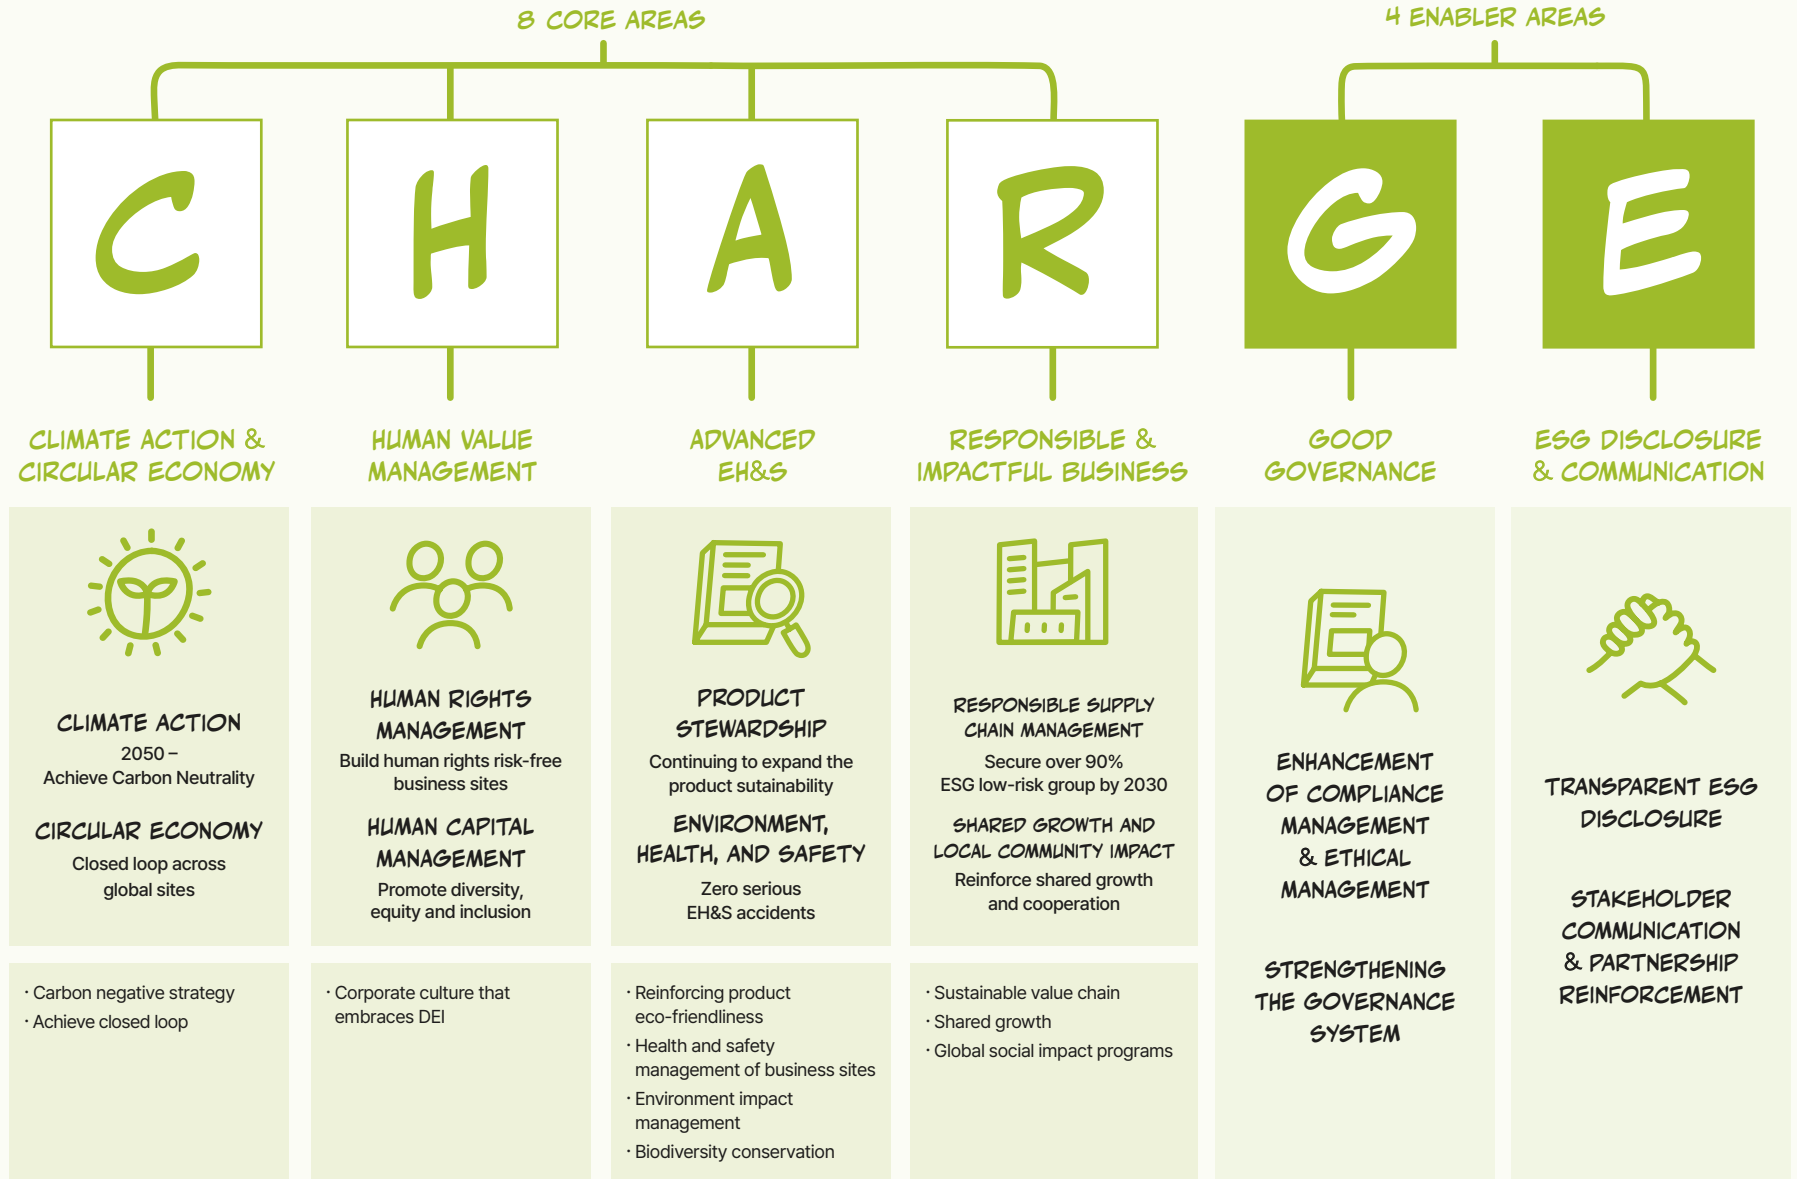 8 CORE AREAS
4 ENABLER AREAS
C
H
A
R
G
E
CLIMATE ACTION &
CIRCULAR ECONOMY
HUMAN VALUE
MANAGEMENT
ADVANCED
EH&S
RESPONSIBLE &
IMPACTFUL BUSINESS
GOOD
GOVERNANCE
ESG DISCLOSURE
& COMMUNICATION
CLIMATE ACTION
2050 –
Achieve Carbon Neutrality
CIRCULAR ECONOMY
Closed loop across
global sites
HUMAN RIGHTS
MANAGEMENT
Build human rights risk-free
business sites
HUMAN CAPITAL
MANAGEMENT
Promote diversity,
equity and inclusion
PRODUCT
STEWARDSHIP
Continuing to expand the
product sutainability
ENVIRONMENT,
HEALTH, AND SAFETY
Zero serious
EH&S accidents
RESPONSIBLE SUPPLY
CHAIN MANAGEMENT
Secure over 90%
ESG low-risk group by 2030
SHARED GROWTH AND
LOCAL COMMUNITY IMPACT
Reinforce shared growth
and cooperation
ENHANCEMENT
OF COMPLIANCE
MANAGEMENT
& ETHICAL
MANAGEMENT
STRENGTHENING
THE GOVERNANCE
SYSTEM
TRANSPARENT ESG
DISCLOSURE
STAKEHOLDER
COMMUNICATION
& PARTNERSHIP
REINFORCEMENT
· Carbon negative strategy
· Achieve closed loop
· Corporate culture that
embraces DEI
· Reinforcing product
eco-friendliness
· Health and safety
management of business sites
· Environment impact
management
· Biodiversity conservation
· Sustainable value chain
· Shared growth
· Global social impact programs